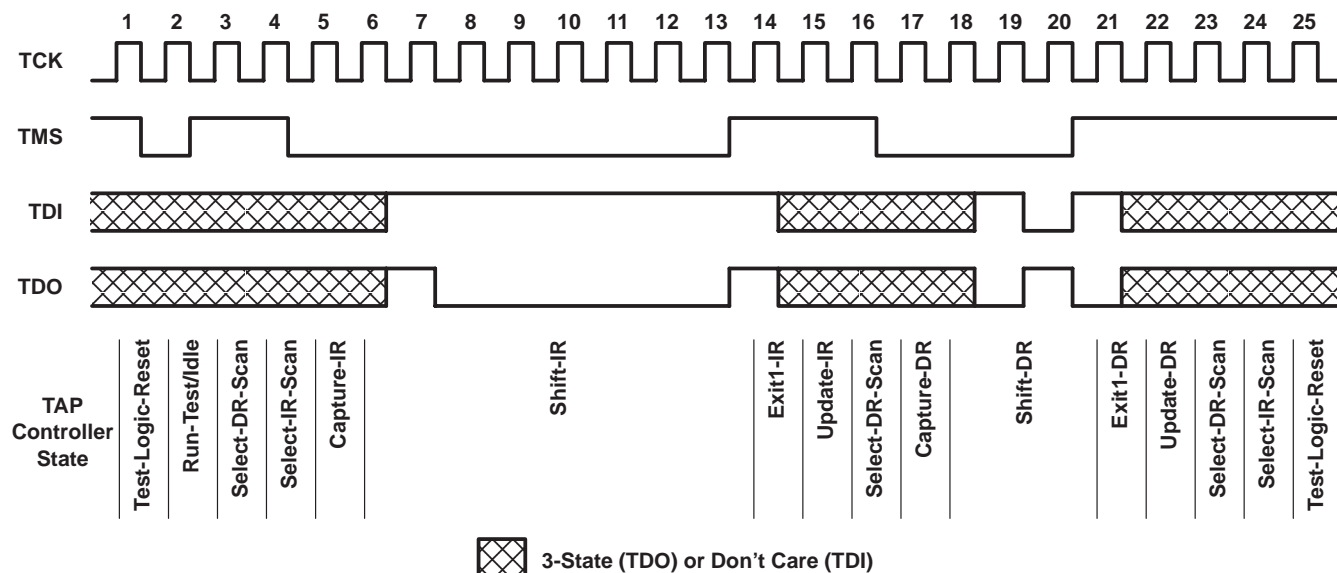 1 2 3 4 5 6 7 8 9 10 11 12 13 14 15 16 17 18 19 20 21 22 23 24 25
TCK
TMS
TDI
TDO
TAP
Controller
State
Test-Logic-Reset
Run-Test/Idle
Select-DR-Scan
Select-IR-Scan
Capture-IR
Shift-IR
Exit1-IR
Update-IR
Select-DR-Scan
Capture-DR
Shift-DR
Exit1-DR
Update-DR
Select-DR-Scan
Select-IR-Scan
Test-Logic-Reset
3-State (TDO) or Don't Care (TDI)